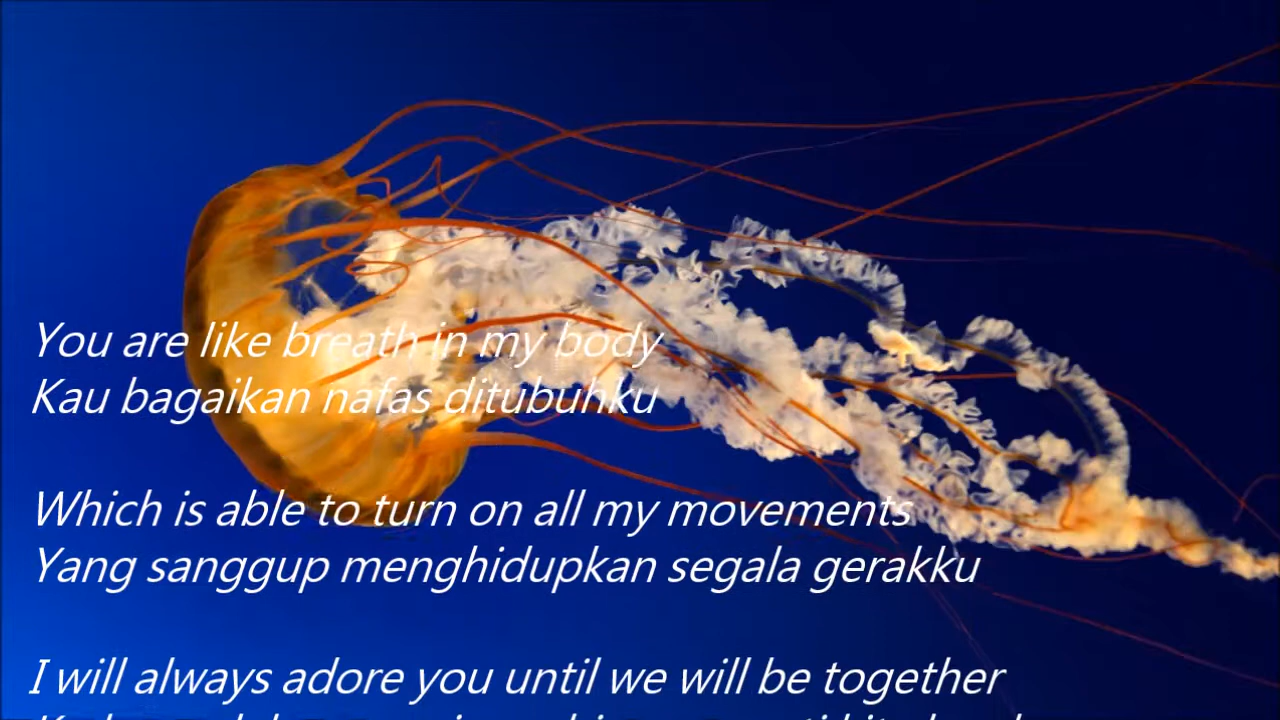 You are like breath in my body
Kau bagaikan nafas ditubuhku
Which is able to turn on all my movements
Yang sanggup menghidupkan segala gerakku
I will always adore you until we will be together